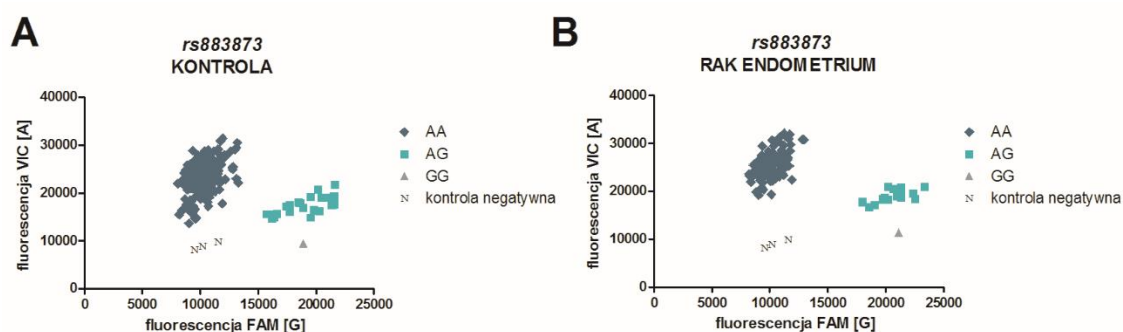 A
rs883873
KONTROLA
fluorescencja VIC [A]
40000
30000
20000
10000
0
0 5000 10000 15000 20000 25000
fluorescencja FAM [G]
N N N
AA
AG
GG
N kontrola negatywna
B
rs883873
RAK ENDOMETRIUM
fluorescencja VIC [A]
40000
30000
20000
10000
0
0 5000 10000 15000 20000 25000
fluorescencja FAM [G]
N N N
AA
AG
GG
N kontrola negatywna